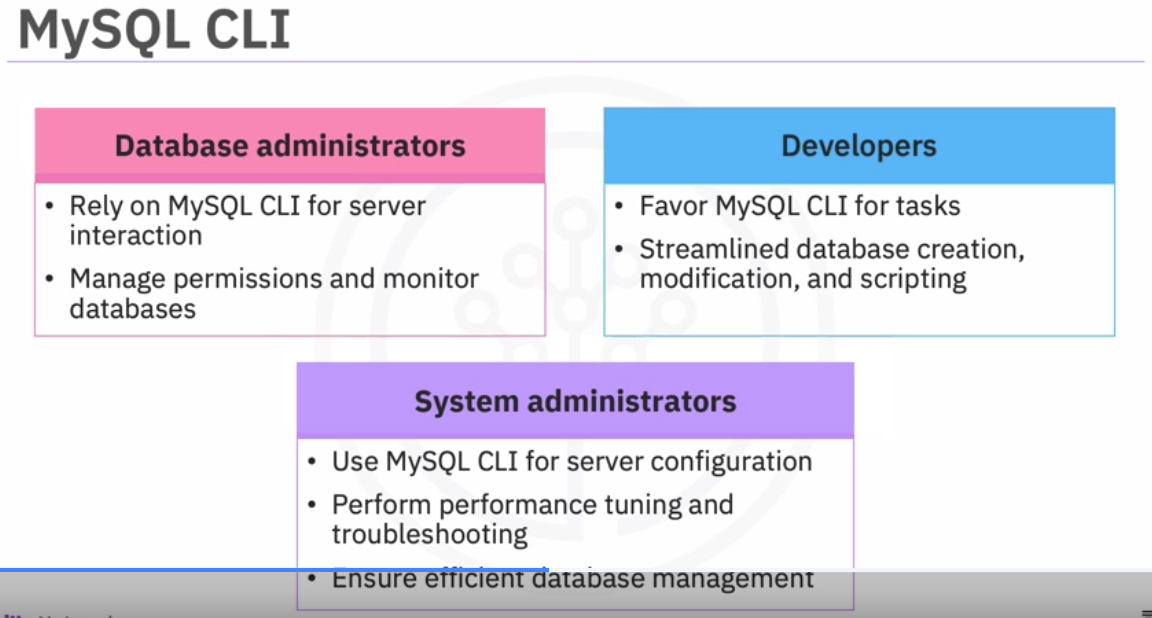 MySQL CLI
Database administrators
• Rely on MySQL CLI for server
interaction
• Manage permissions and monitor
databases
Developers
• Favor MySQL CLI for tasks
• Streamlined database creation,
modification, and scripting
System administrators
• Use MySQL CLI for server configuration
• Perform performance tuning and
troubleshooting
• Ensure efficient database management